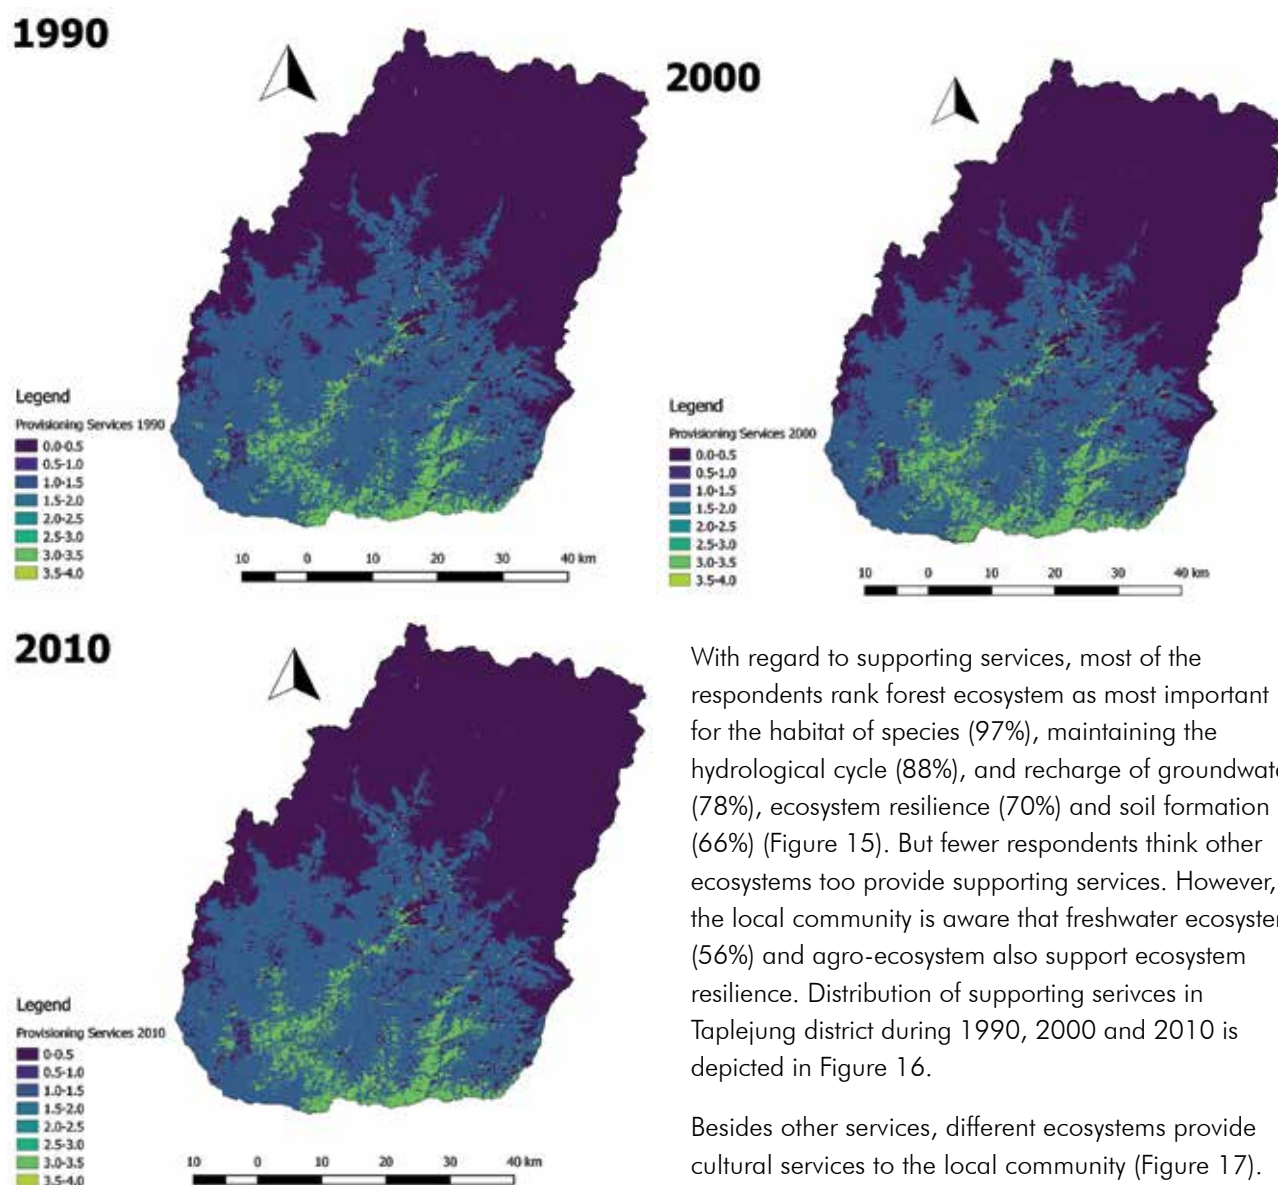 1990
Legend
Provisioning Services 1990
0.0-0.5
0.5-1.0
1.0-1.5
1.5-2.0
2.0-2.5
2.5-3.0
3.0-3.5
3.5-4.0
10 0 10 20 30 40 km
2000
Legend
Provisioning Services 2000
0.0-0.5
0.5-1.0
1.0-1.5
1.5-2.0
2.0-2.5
2.5-3.0
3.0-3.5
3.5-4.0
10 0 10 20 30 40 km
2010
Legend
Provisioning Services 2010
0-0.5
0.5-1.0
1.0-1.5
1.5-2.0
2.0-2.5
2.5-3.0
3.0-3.5
3.5-4.0
10 0 10 20 30 40 km
With regard to supporting services, most of the
respondents rank forest ecosystem as most important
for the habitat of species (97%), maintaining the
hydrological cycle (88%), and recharge of groundwate
(78%), ecosystem resilience (70%) and soil formation
(66%) (Figure 15). But fewer respondents think other
ecosystems too provide supporting services. However,
the local community is aware that freshwater ecosyster
(56%) and agro-ecosystem also support ecosystem
resilience. Distribution of supporting serivces in
Taplejung district during 1990, 2000 and 2010 is
depicted in Figure 16.
Besides other services, different ecosystems provide
cultural services to the local community (Figure 17).